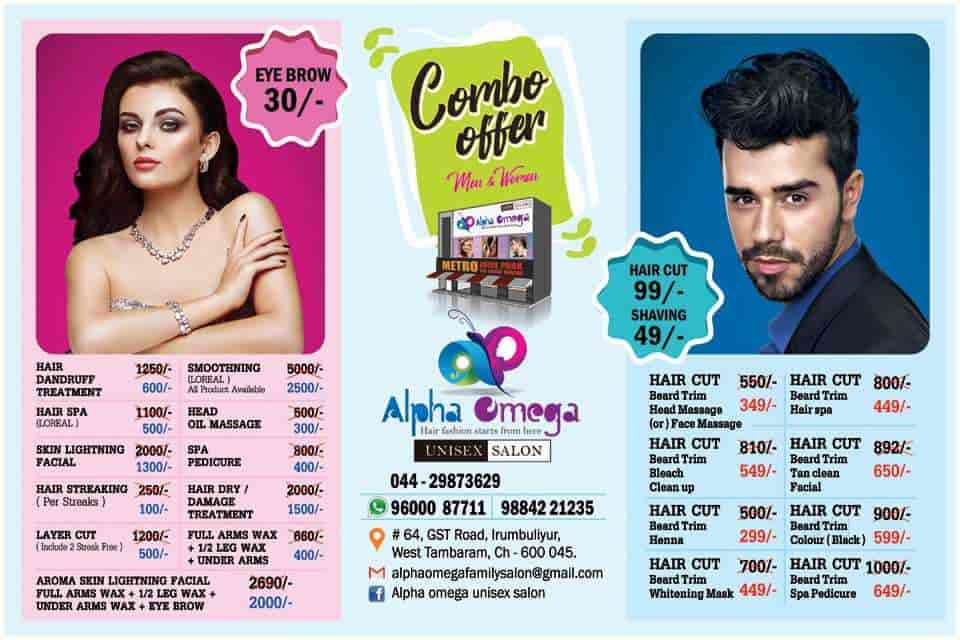 EYE BROW
30/-
HAIR DANDRUFF TREATMENT 1250/- 600/-
SMOOTHNING (LOREAL ) All Product Available 5000/- 2500/-
HAIR SPA (LOREAL ) 1100/- 500/-
HEAD OIL MASSAGE 500/- 300/-
SKIN LIGHTNING FACIAL 2000/- 1300/-
SPA PEDICURE 800/- 400/-
HAIR STREAKING ( Per Streaks ) 250/- 100/-
HAIR DRY / DAMAGE TREATMENT 2000/- 1500/-
LAYER CUT ( Include 2 Streak Free ) 1200/- 500/-
FULL ARMS WAX + 1/2 LEG WAX + UNDER ARMS 660/- 400/-
AROMA SKIN LIGHTNING FACIAL 2690/-
FULL ARMS WAX + 1/2 LEG WAX +
UNDER ARMS WAX + EYE BROW 2000/-
Combo
offer
Men & Women
Alpha Omega
UNISEX SALON
METRO
Alpha Omega
Hair fashion starts from here
UNISEX SALON
044 - 29873629
96000 87711 98842 21235
# 64, GST Road, Irumbuliyur,
West Tambaram, Ch - 600 045.
alphaomegafamilysalon@gmail.com
Alpha omega unisex salon
HAIR CUT
99/-
SHAVING
49/-
HAIR CUT 550/- Beard Trim Head Massage 349/- (or ) Face Massage
HAIR CUT 800/- Beard Trim Hair spa 449/-
HAIR CUT 810/- Beard Trim Bleach 549/- Clean up
HAIR CUT 892/- Beard Trim Tan clean 650/- Facial
HAIR CUT 500/- Beard Trim Henna 299/-
HAIR CUT 900/- Beard Trim Colour ( Black ) 599/-
HAIR CUT 700/- Beard Trim Whitening Mask 449/-
HAIR CUT 1000/- Beard Trim Spa Pedicure 649/-